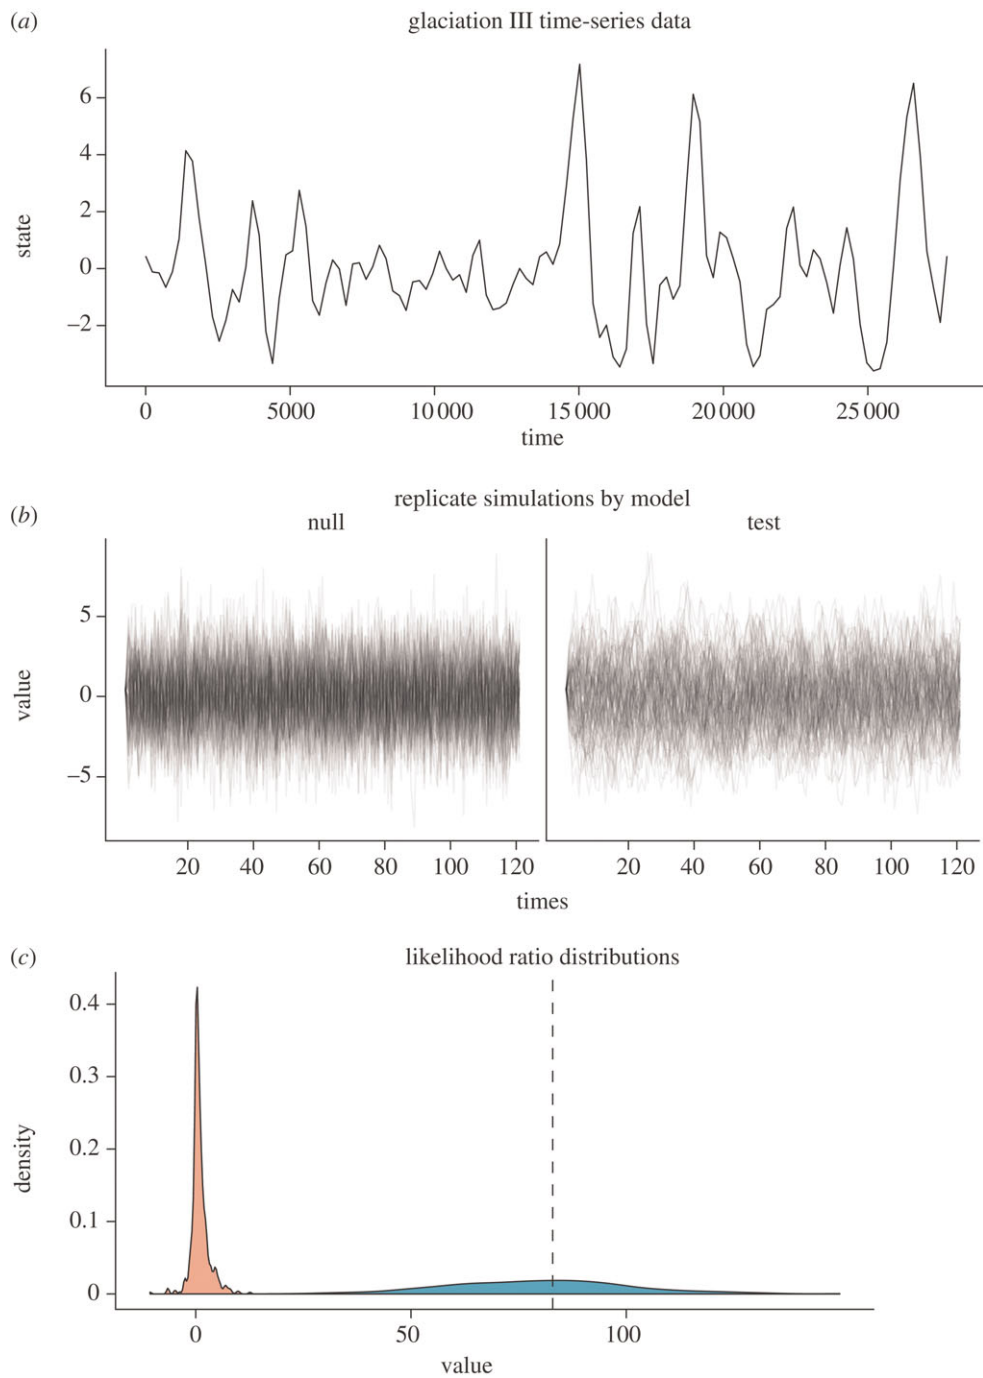 (a)
glaciation III time-series data
6
4
2
0
−2
state
0 5000 10 000 15 000 20 000 25 000
time
(b)
replicate simulations by model
null test
5
0
−5
value
20 40 60 80 100 120 20 40 60 80 100 120
times
(c)
likelihood ratio distributions
0.4
0.3
0.2
0.1
0
density
0 50 100
value